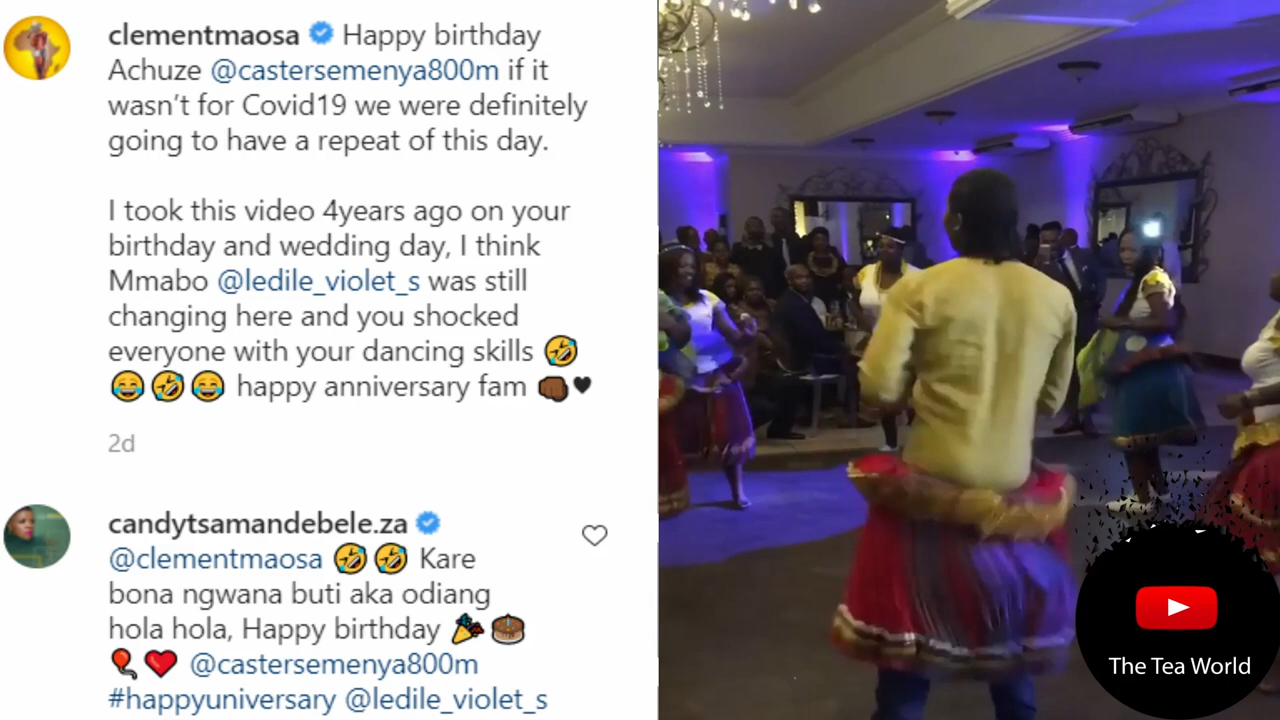 clementmaosa Happy birthday
Achuze @castersemenya800m if it
wasn’t for Covid19 we were definitely
going to have a repeat of this day.
I took this video 4years ago on your
birthday and wedding day, I think
Mmabo @ledile_violet_s was still
changing here and you shocked
everyone with your dancing skills 🤣
😂🤣😂 happy anniversary fam 👊🏾🖤
2d
candytsamandebele.za
@clementmaosa 🤣🤣 Kare
bona ngwana buti aka odiang
hola hola, Happy birthday 🎉🎂
🎈❤️ @castersemenya800m
#happyuniversary @ledile_violet_s
The Tea World